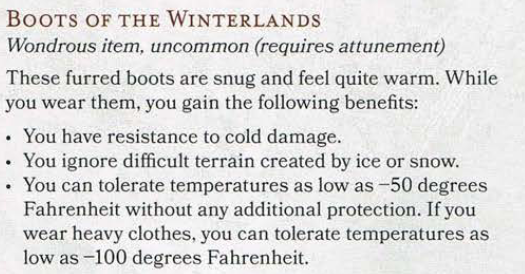 BOOTS OF THE WINTERLANDS
Wondrous item, uncommon (requires attunement)
These furred boots are snug and feel quite warm. While
you wear them, you gain the following benefits:
• You have resistance to cold damage.
• You ignore difficult terrain created by ice or snow.
• You can tolerate temperatures as low as −50 degrees
Fahrenheit without any additional protection. If you
wear heavy clothes, you can tolerate temperatures as
low as −100 degrees Fahrenheit.